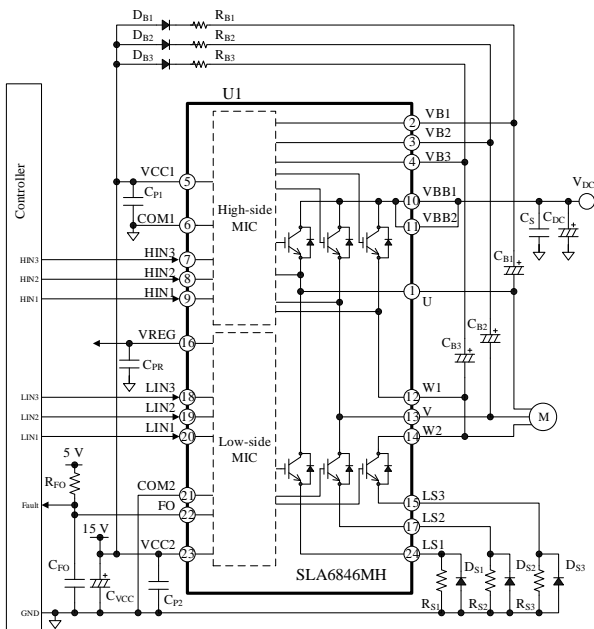 DB1 RB1
DB2 RB2
DB3 RB3
U1
VB1
2
VB2
3
VB3
4
VCC1
5
CP1
High-side
MIC
VBB1
10
VDC
COM1
6
VBB2
11
CS CDC
Controller
HIN3 HIN3 7
HIN2 HIN2 8
HIN1 HIN1 9
CB1
1
U
VREG
16
CB2
CPR
CB3
LIN3 LIN3 18
W1
12
LIN2 LIN2 19
V
13
M
LIN1 LIN1 20
W2
14
Low-side
MIC
5 V
RFO
COM2
21
Fault
FO
22
LS3
15
15 V
LS2
17
VCC2
23
LS1
24
CFO
CVCC
CP2
SLA6846MH
DS1 DS2 DS3
RS1 RS2 RS3
GND